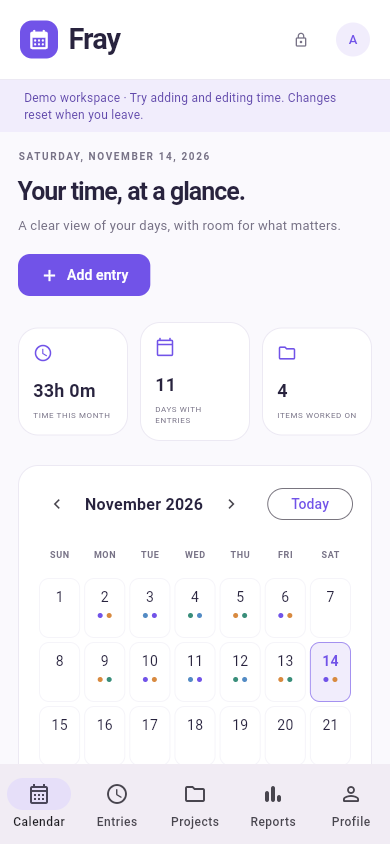 Fray
A
Demo workspace · Try adding and editing time. Changes
reset when you leave.
SATURDAY, NOVEMBER 14, 2026
Your time, at a glance.
A clear view of your days, with room for what matters.
Add entry
33h 0m
TIME THIS MONTH
11
DAYS WITH
ENTRIES
4
ITEMS WORKED ON
November 2026
Today
SUN MON TUE WED THU FRI SAT
1 2 3 4 5 6 7
8 9 10 11 12 13 14
15 16 17 18 19 20 21
Calendar Entries Projects Reports Profile